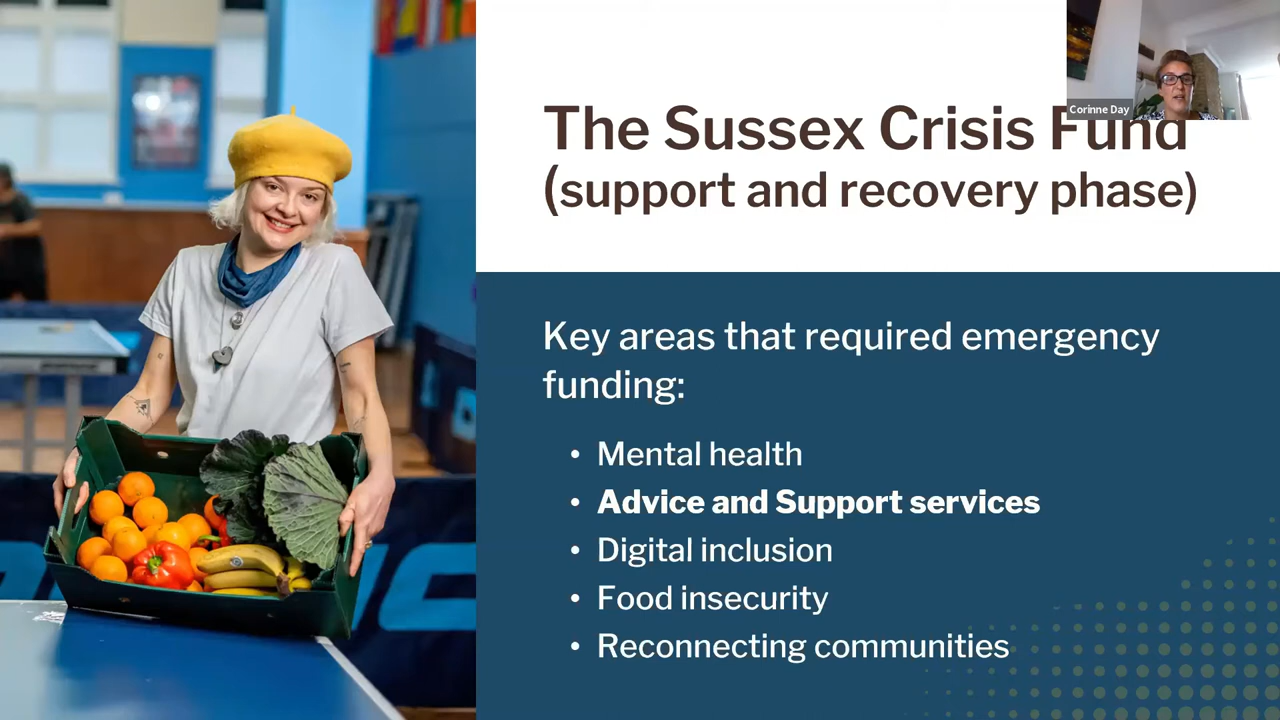 Corinne Day
The Sussex Crisis Fund
(support and recovery phase)
Key areas that required emergency
funding:
• Mental health
• Advice and Support services
• Digital inclusion
• Food insecurity
• Reconnecting communities